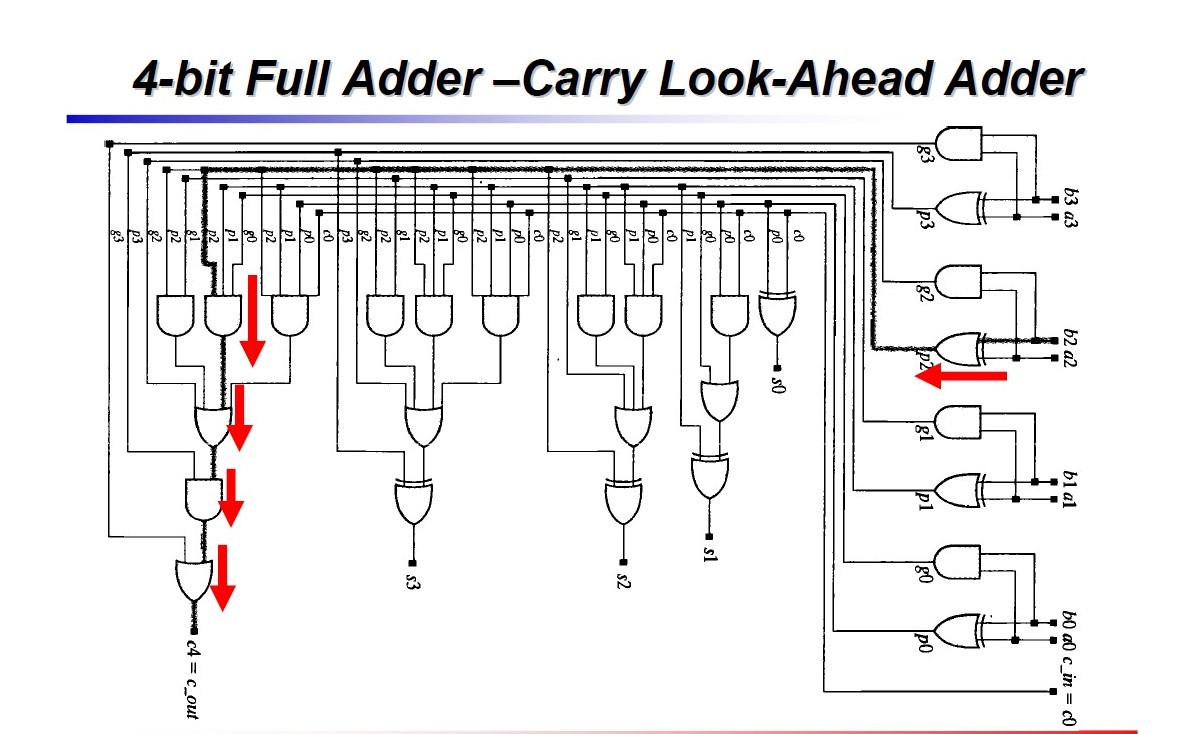 4-bit Full Adder –Carry Look-Ahead Adder
g3
p3
g2
p2
g1
p2
p1
g0
p2
p1
p0
c0
p3
g2
p2
g1
p2
p1
g0
p2
p1
p0
c0
p2
g1
p1
g0
p1
p0
c0
p1
g0
p0
c0
p0
c0
g3
b3 a3
p3
g2
b2 a2
p2
g1
b1 a1
p1
g0
b0 a0
p0
c_in = c0
s0
s1
s2
s3
c4 = c_out